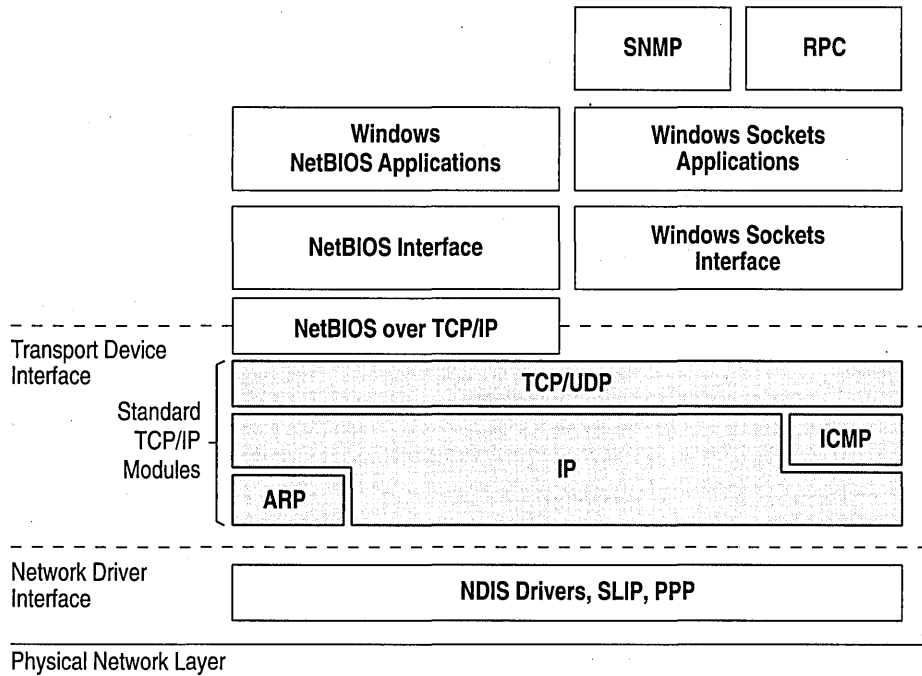 SNMP
RPC
Windows
NetBIOS Applications
Windows Sockets
Applications
NetBIOS Interface
Windows Sockets
Interface
NetBIOS over TCP/IP
Transport Device
Interface
TCP/UDP
Standard
TCP/IP
Modules
ICMP
IP
ARP
Network Driver
Interface
NDIS Drivers, SLIP, PPP
Physical Network Layer